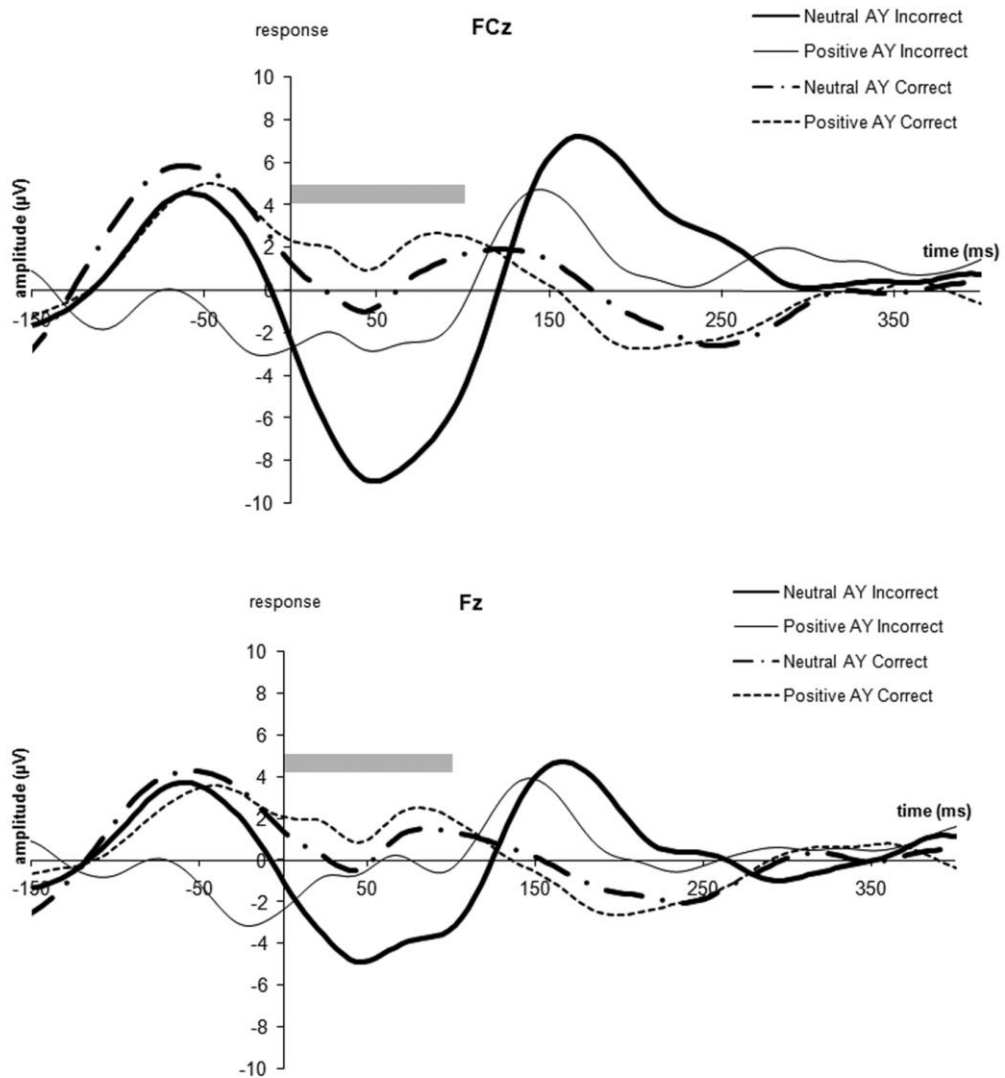 response
FCz
Neutral AY Incorrect
Positive AY Incorrect
Neutral AY Correct
Positive AY Correct
amplitude (µV)
10
8
6
4
2
0
-2
-4
-6
-8
-10
-150
-50
50
150
250
350
time (ms)
response
Fz
Neutral AY Incorrect
Positive AY Incorrect
Neutral AY Correct
Positive AY Correct
amplitude (µV)
10
8
6
4
2
0
-2
-4
-6
-8
-10
-150
-50
50
150
250
350
time (ms)